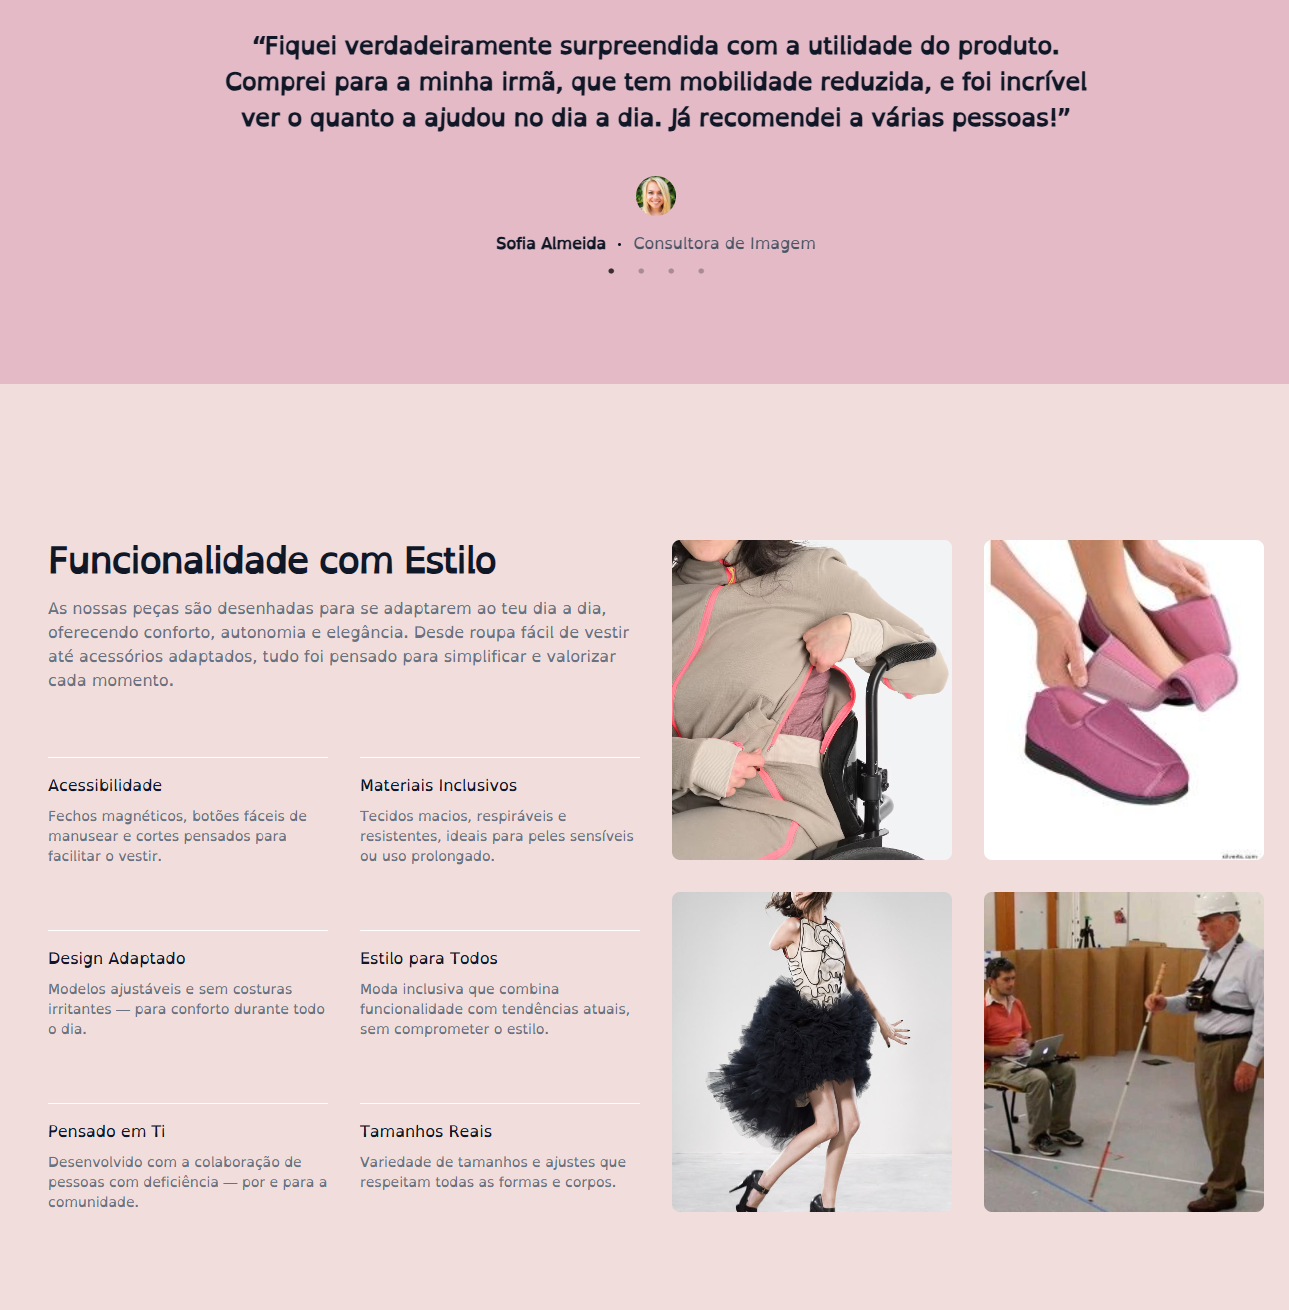 “Fiquei verdadeiramente surpreendida com a utilidade do produto.
Comprei para a minha irmã, que tem mobilidade reduzida, e foi incrível
ver o quanto a ajudou no dia a dia. Já recomendei a várias pessoas!”
Sofia Almeida · Consultora de Imagem
Funcionalidade com Estilo
As nossas peças são desenhadas para se adaptarem ao teu dia a dia,
oferecendo conforto, autonomia e elegância. Desde roupa fácil de vestir
até acessórios adaptados, tudo foi pensado para simplificar e valorizar
cada momento.
Acessibilidade
Fechos magnéticos, botões fáceis de
manusear e cortes pensados para
facilitar o vestir.
Materiais Inclusivos
Tecidos macios, respiráveis e
resistentes, ideais para peles sensíveis
ou uso prolongado.
Design Adaptado
Modelos ajustáveis e sem costuras
irritantes — para conforto durante todo
o dia.
Estilo para Todos
Moda inclusiva que combina
funcionalidade com tendências atuais,
sem comprometer o estilo.
Pensado em Ti
Desenvolvido com a colaboração de
pessoas com deficiência — por e para a
comunidade.
Tamanhos Reais
Variedade de tamanhos e ajustes que
respeitam todas as formas e corpos.